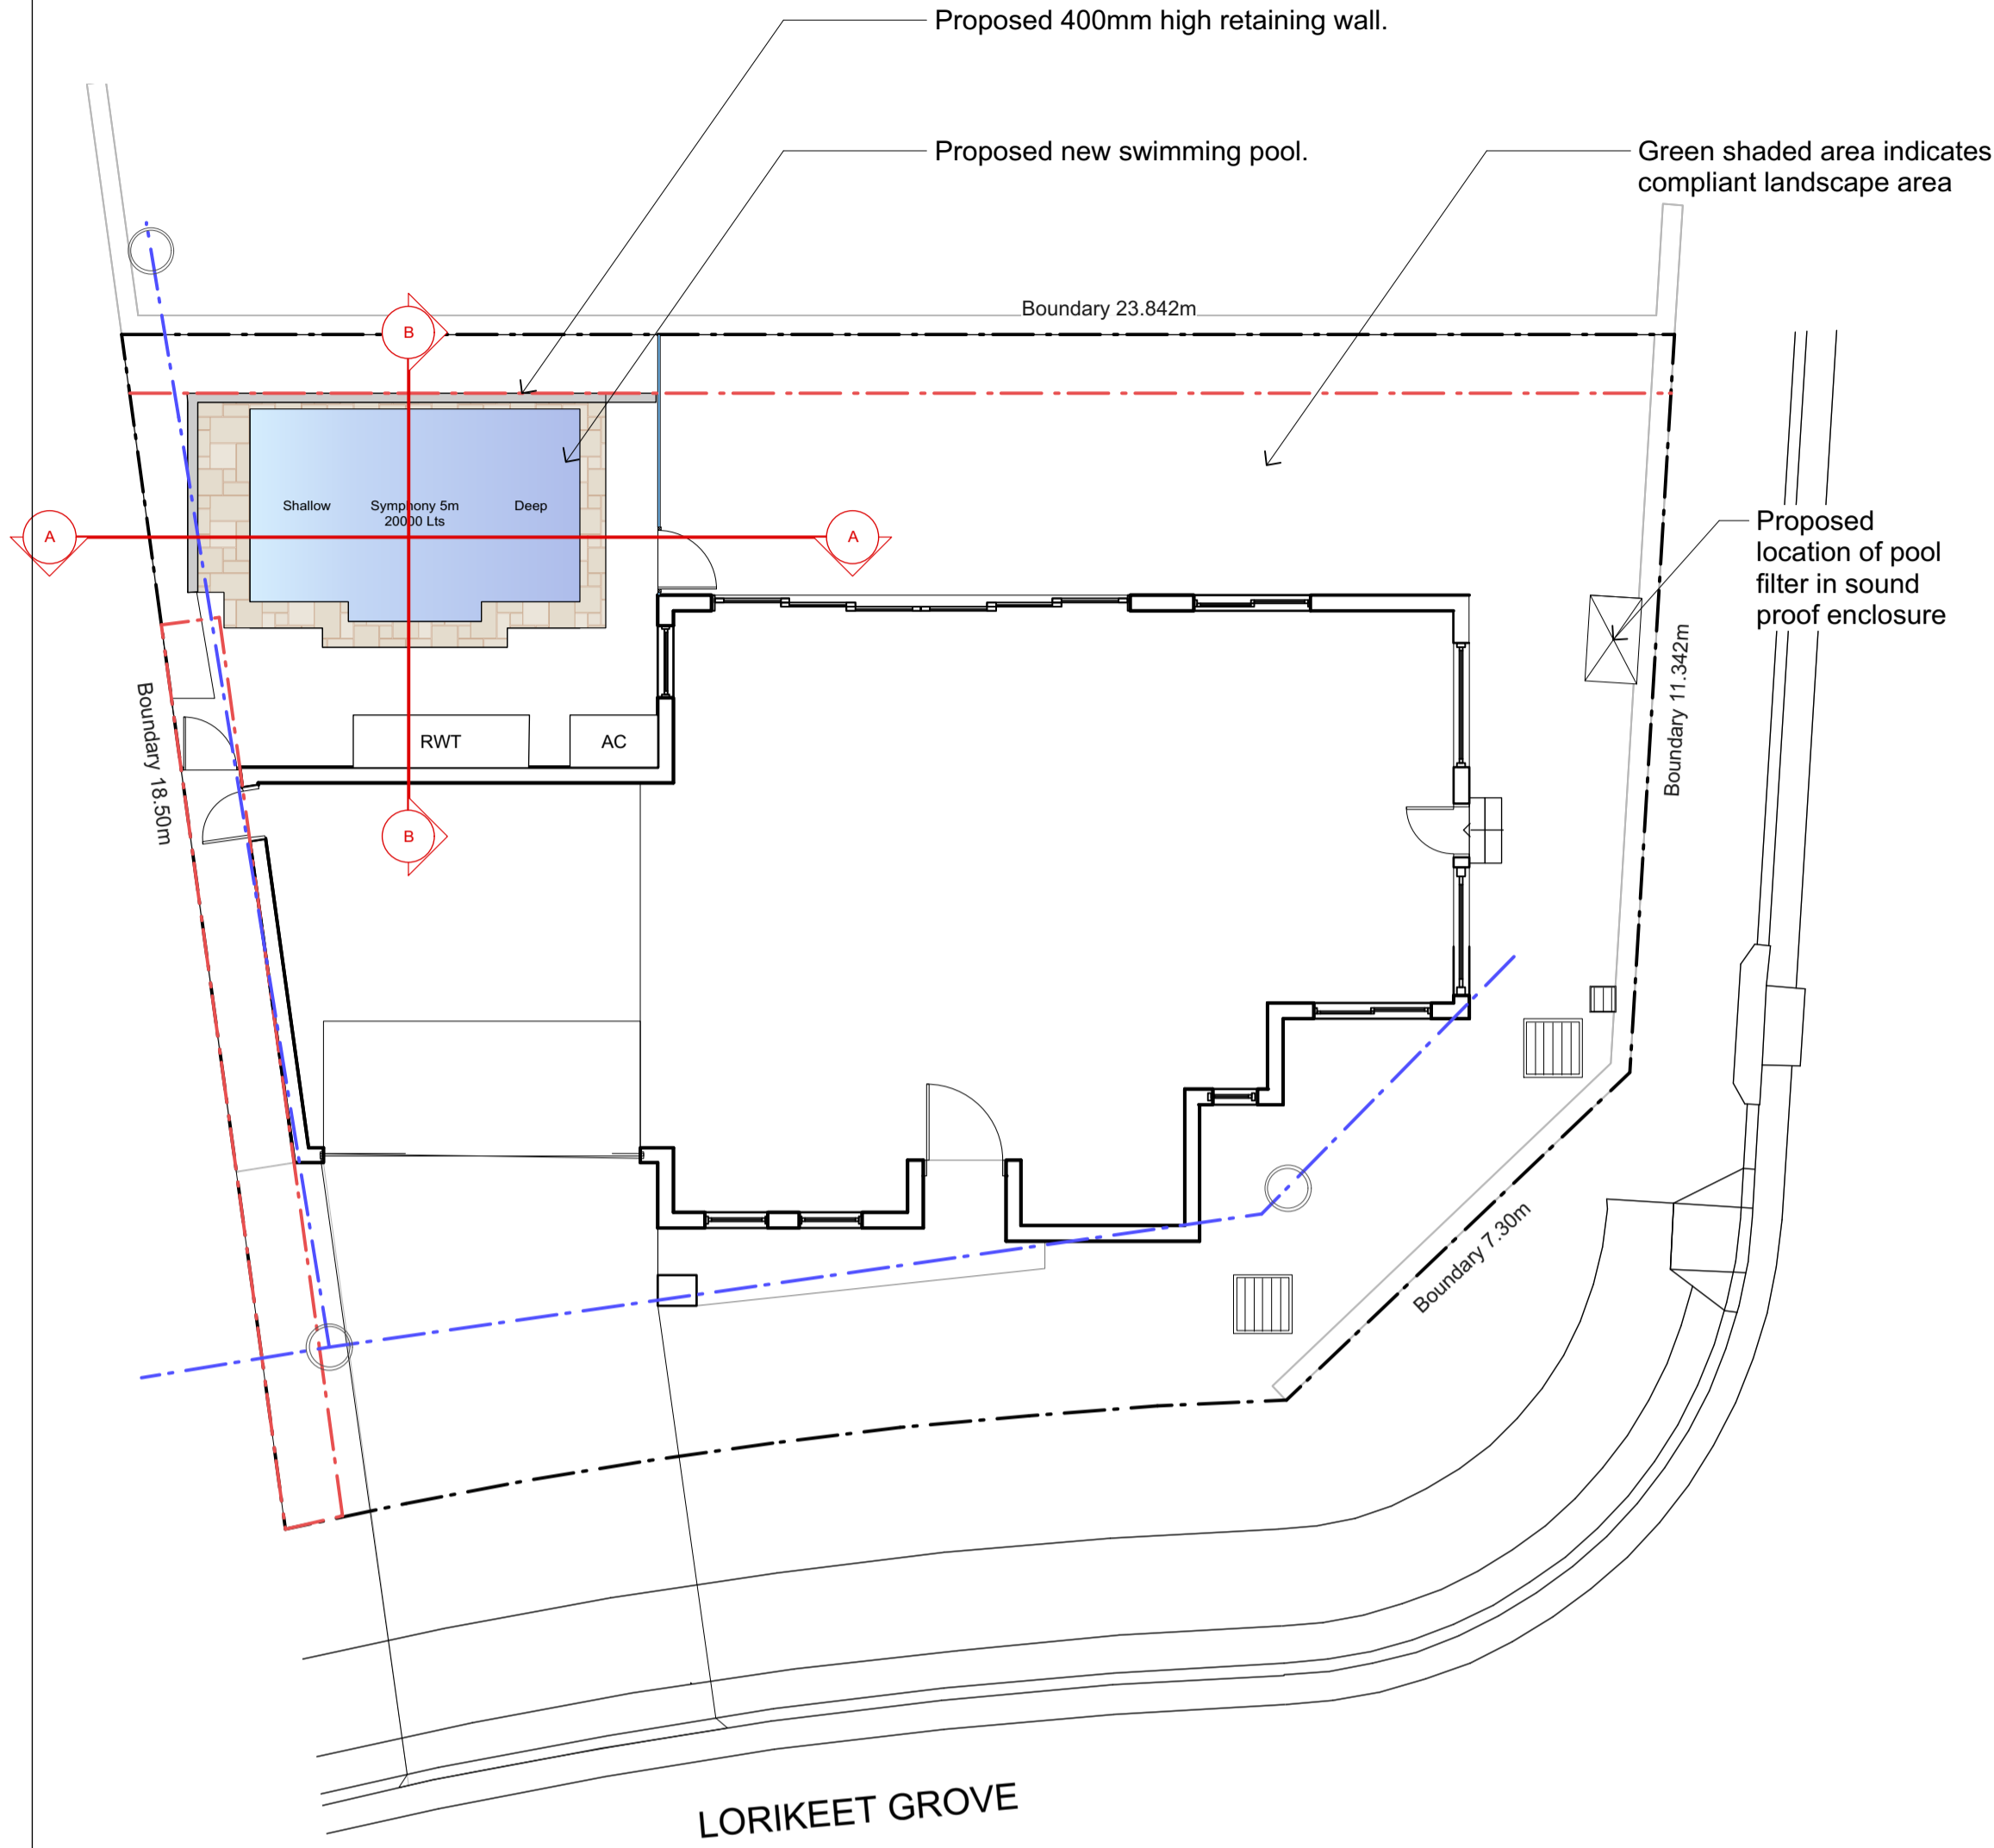 Proposed 400mm high retaining wall.
Proposed new swimming pool.
Green shaded area indicates
compliant landscape area
Boundary 23.842m
B
Shallow
Symphony 5m
20000 Lts
Deep
A
A
Proposed
location of pool
filter in sound
proof enclosure
Boundary 18.50m
RWT
AC
Boundary 11.342m
B
Boundary 7.30m
LORIKEET GROVE